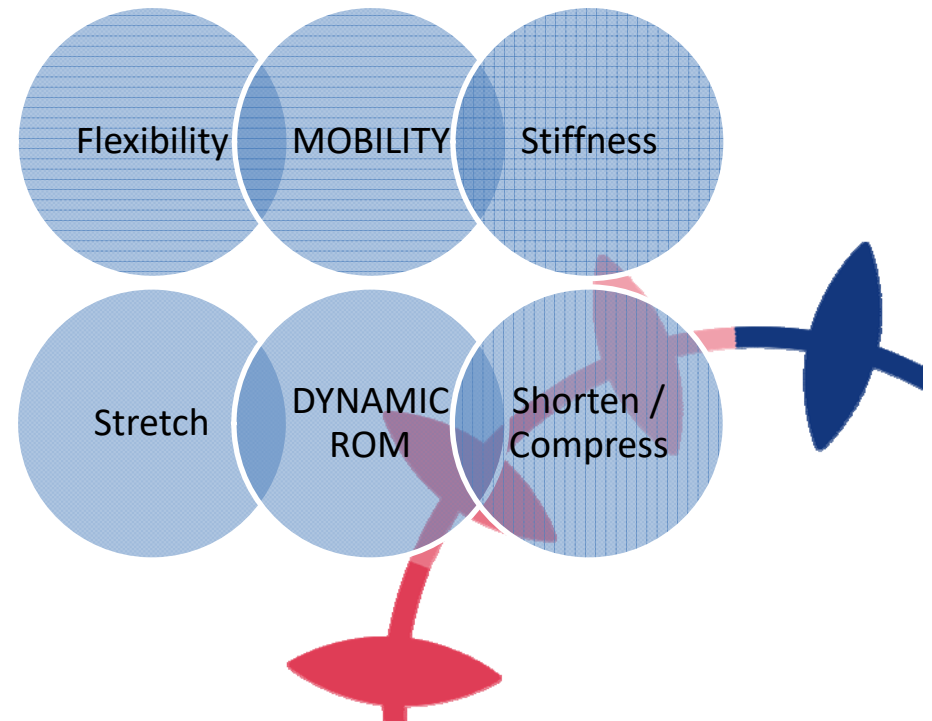 Flexibility
MOBILITY
Stiffness
Stretch
DYNAMIC
ROM
Shorten /
Compress